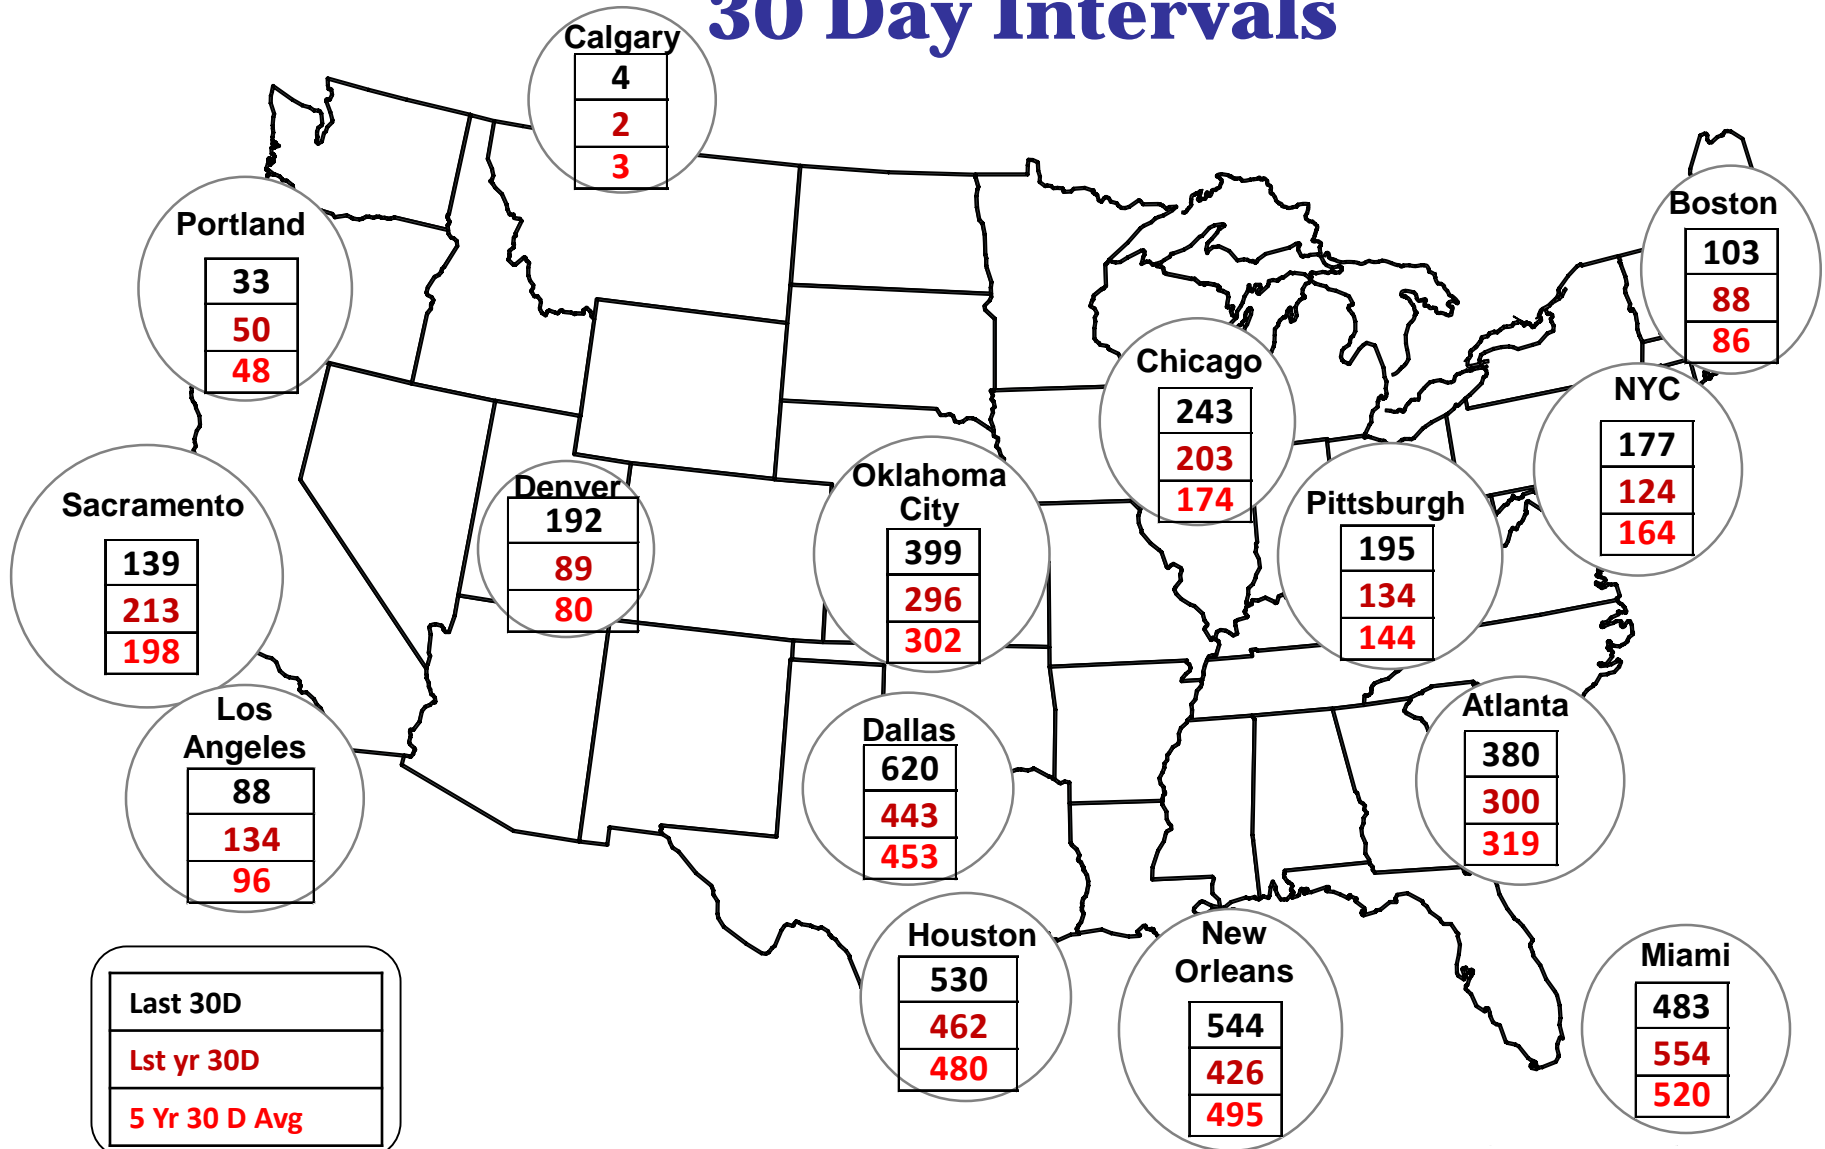 30 Day Intervals
Calgary
4
2
3
Portland
33
50
48
Boston
103
88
86
Chicago
243
203
174
NYC
177
124
164
Sacramento
139
213
198
Denver
192
89
80
Oklahoma
City
399
296
302
Pittsburgh
195
134
144
Los
Angeles
88
134
96
Dallas
620
443
453
Atlanta
380
300
319
Houston
530
462
480
New
Orleans
544
426
495
Miami
483
554
520
Last 30D
Lst yr 30D
5 Yr 30 D Avg